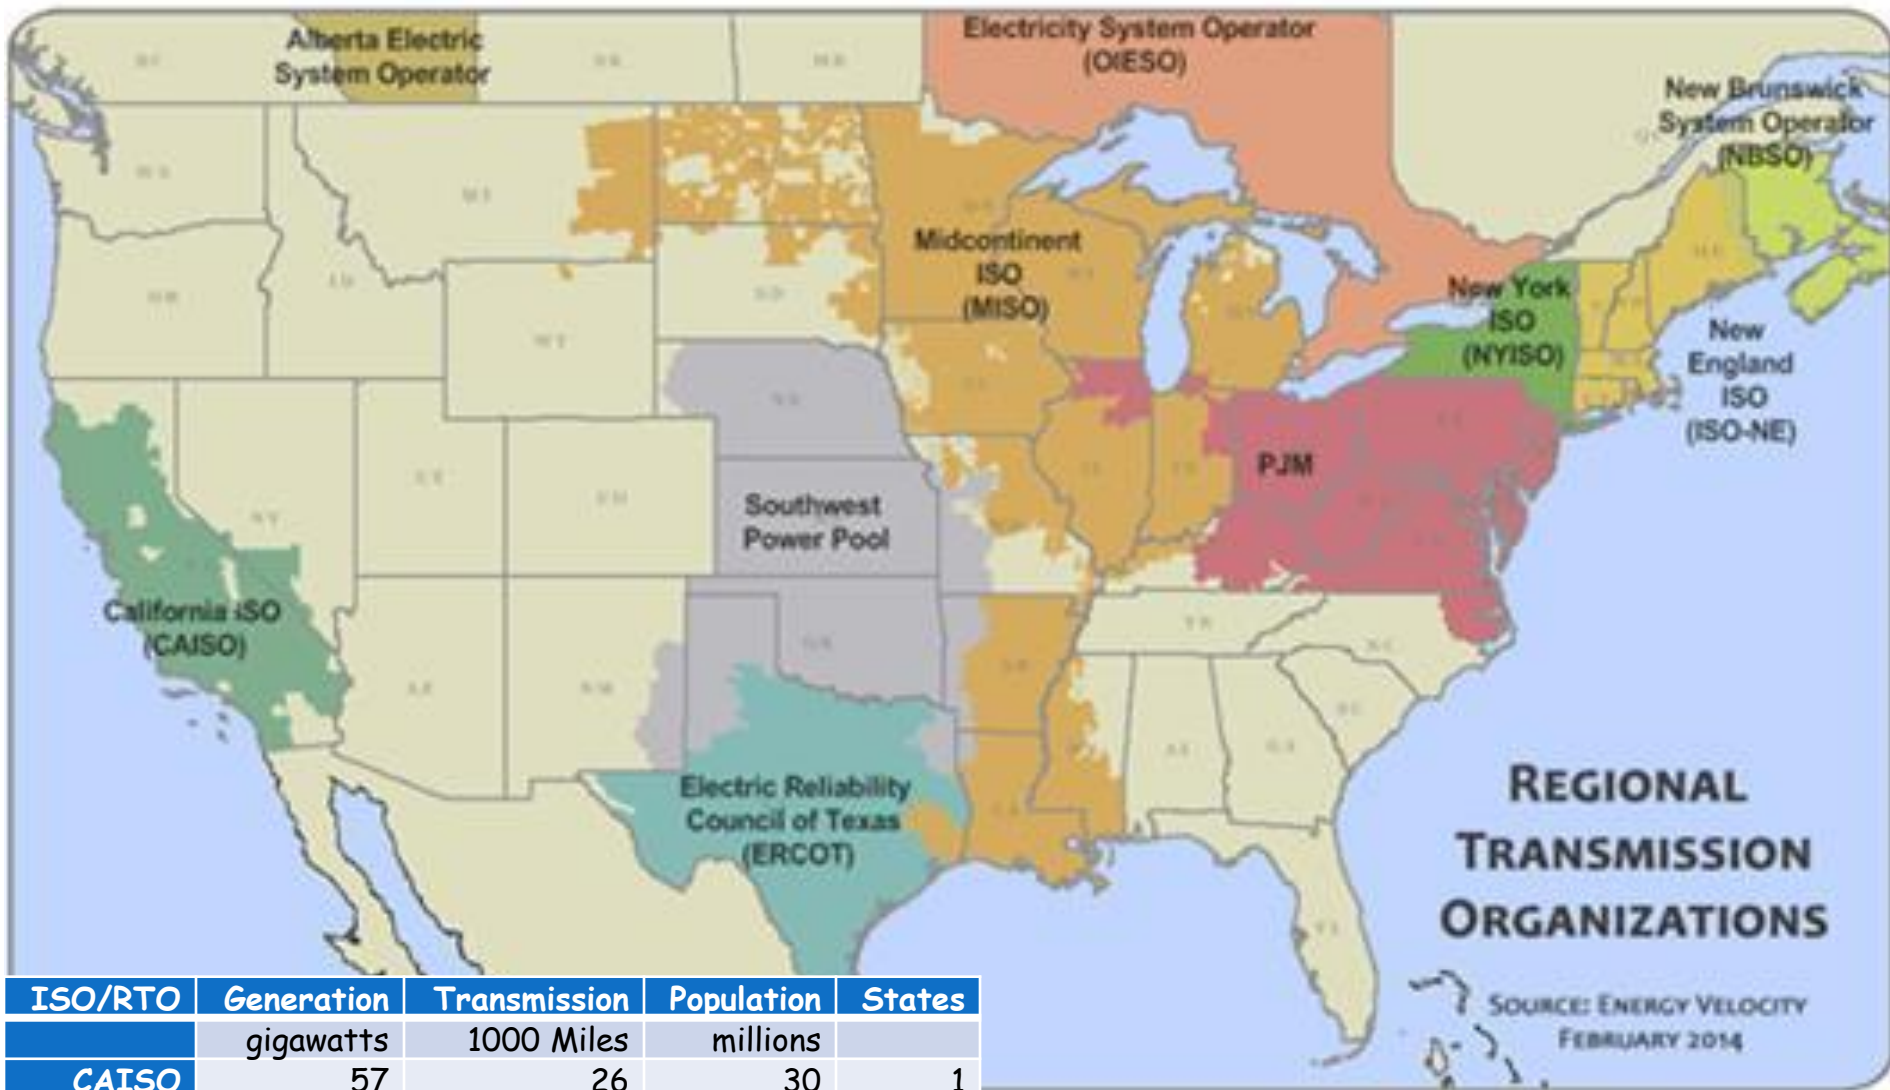 Alberta Electric
System Operator
Electricity System Operator
(OIESO)
New Brunswick
System Operator
(NBSO)
Midcontinent
ISO
(MISO)
New York
ISO
(NYISO)
New
England
ISO
(ISO-NE)
PJM
Southwest
Power Pool
California ISO
(CAISO)
Electric Reliability
Council of Texas
(ERCOT)
REGIONAL
TRANSMISSION
ORGANIZATIONS
SOURCE: ENERGY VELOCITY
FEBRUARY 2014
ISO/RTO Generation Transmission Population States
gigawatts 1000 Miles millions
CAISO 57 26 30 1